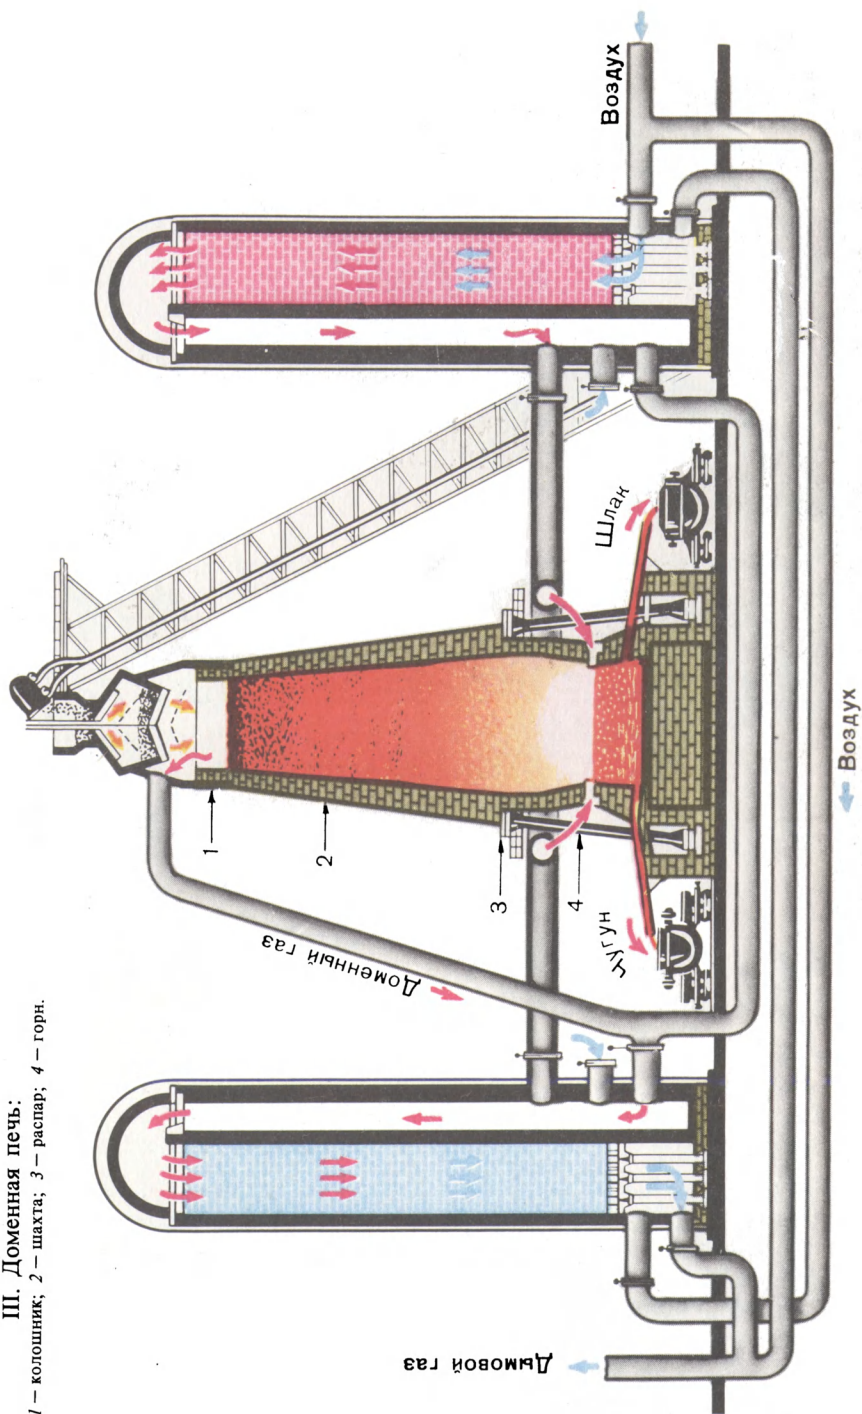 III. Доменная печь:
1 — колошник; 2 — шахта; 3 — распар; 4 — горн.
Дымовой газ
Доменный газ
Чугун
1
2
3
4
Шлак
Воздух
Воздух